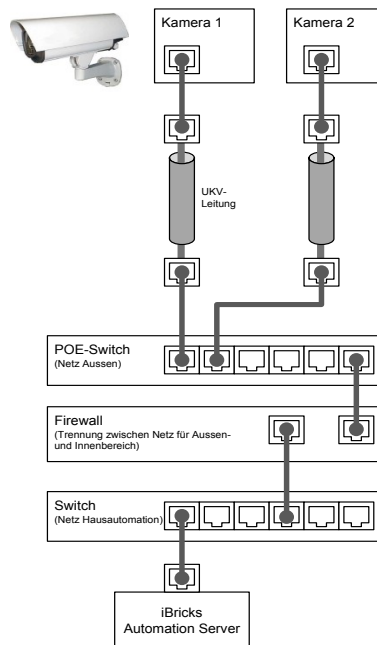 Kamera 1
Kamera 2
UKV-
Leitung
POE-Switch
(Netz Aussen)
Firewall
(Trennung zwischen Netz für Aussen-
und Innenbereich)
Switch
(Netz Hausautomation)
iBricks
Automation Server